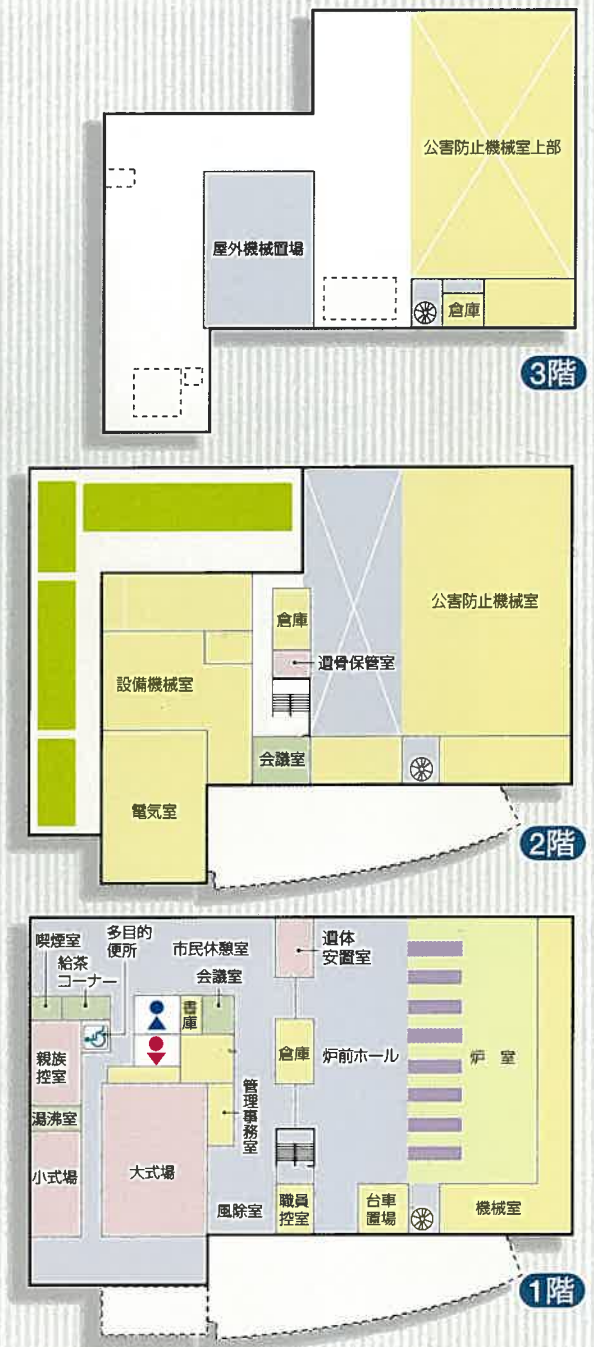 公害防止機械室上部
屋外機械置場
倉庫
3階
公害防止機械室
倉庫
遺骨保管室
設備機械室
会議室
電気室
2階
喫煙室
多目的
便所
市民休憩室
遺体
安置室
給茶
コーナー
会議室
書庫
親族
控室
倉庫
炉前ホール
炉 室
管理事務室
湯沸室
小式場
大式場
風除室
職員
控室
台車
置場
機械室
1階